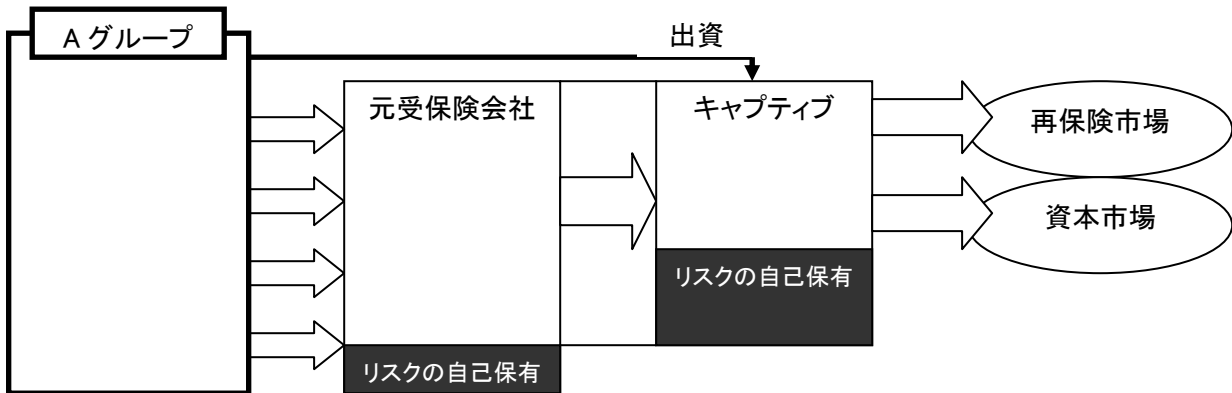 A グループ
出資
元受保険会社
キャプティブ
再保険市場
資本市場
リスクの自己保有
リスクの自己保有